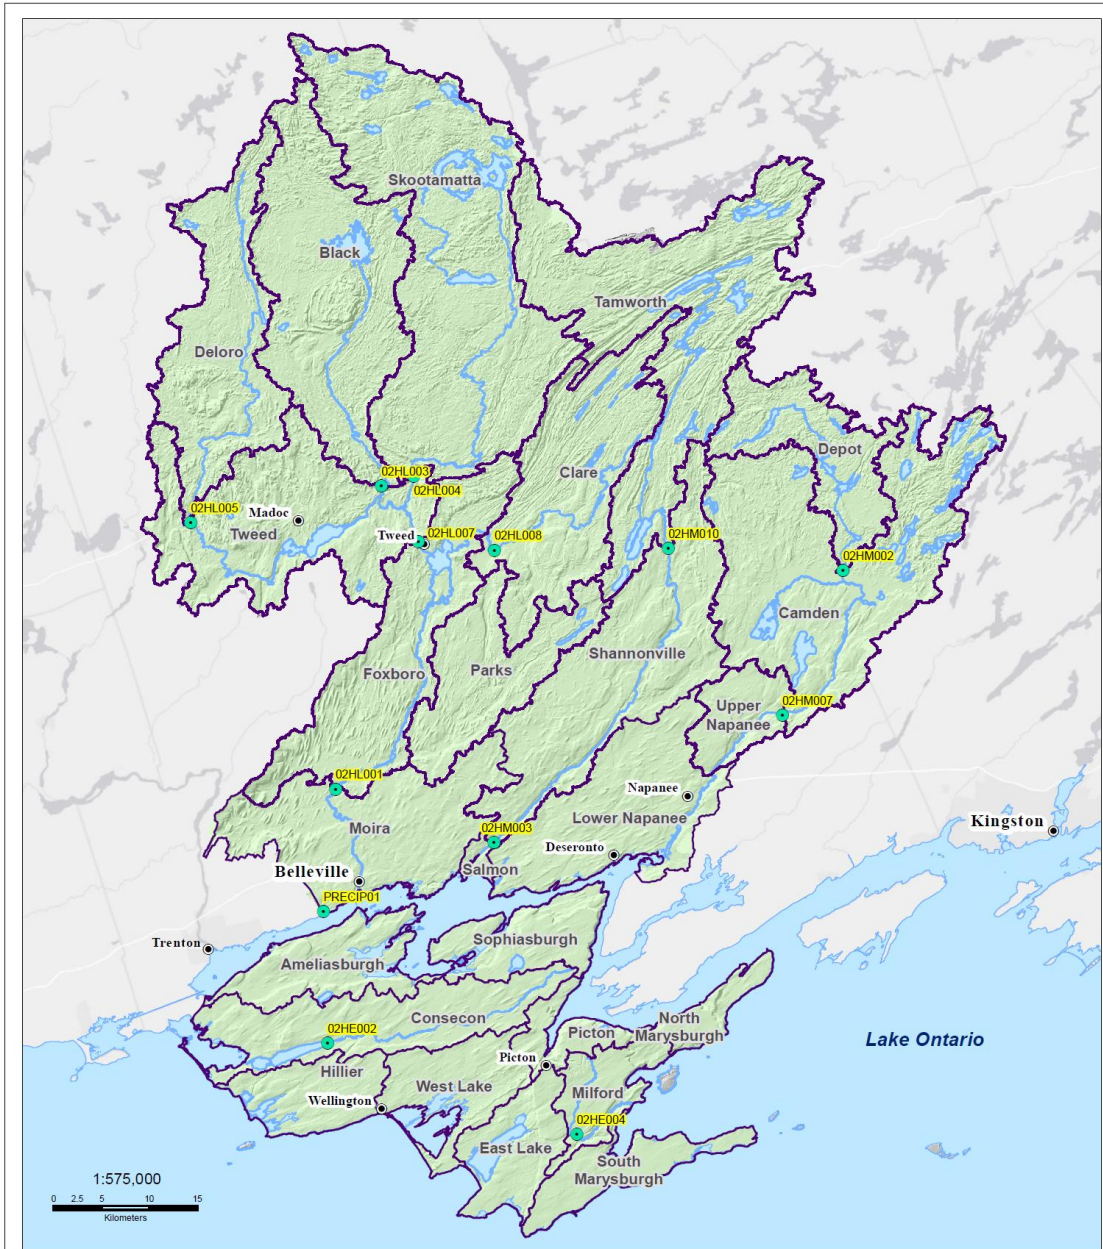 Skootamatta
Black
Tamworth
Deloro
Depot
Clare
02HL003
02HL004
02HL005
Madoc
Tweed
Tweed
02HL007
02HL008
02HM010
02HM002
Camden
Shannonville
Foxboro
Parks
Upper
Napanee
02HM007
02HL001
Napanee
Lower Napanee
Kingston
Moira
02HM003
Deseronto
Belleville
Salmon
PRECIP01
Trenton
Sophiasburgh
Ameliasburgh
Consecon
North
Marysburgh
Picton
02HE002
Lake Ontario
Picton
Hillier
West Lake
Milford
Wellington
02HE004
East Lake
South
Marysburgh
1:575,000
0 2.5 5 10 15
Kilometers